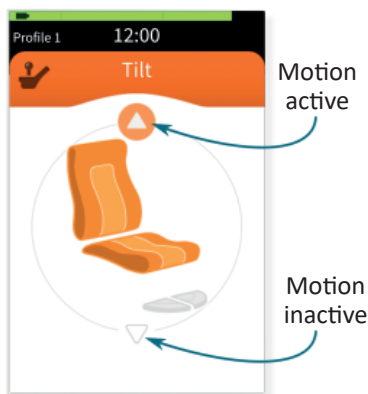 Profile 1 12:00
Tilt
Motion
active
Motion
inactive